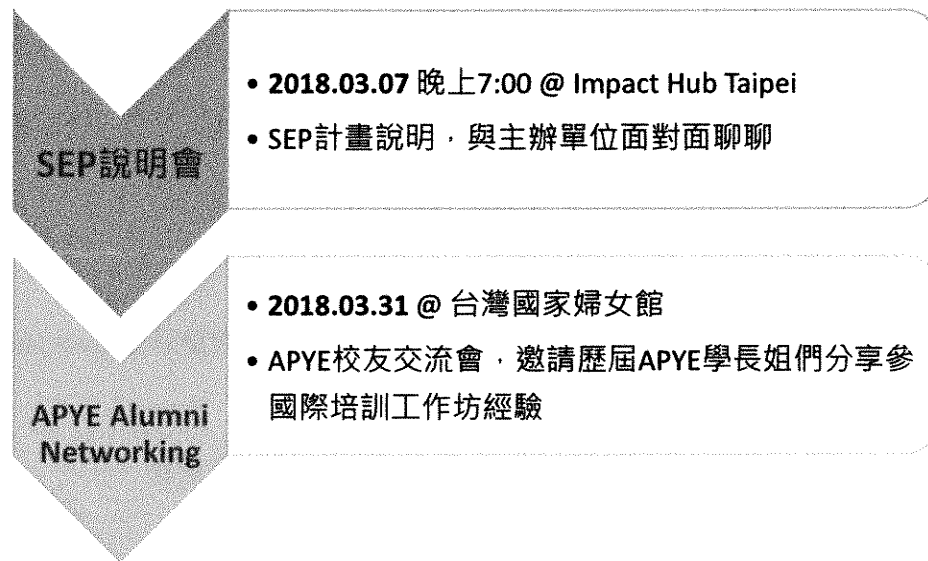 SEP說明會
• 2018.03.07 晚上7:00 @ Impact Hub Taipei
• SEP計畫說明,與主辦單位面對面聊聊
APYE Alumni
Networking
• 2018.03.31 @ 台灣國家婦女館
• APYE校友交流會,邀請歷屆APYE學長姐們分享參
國際培訓工作坊經驗